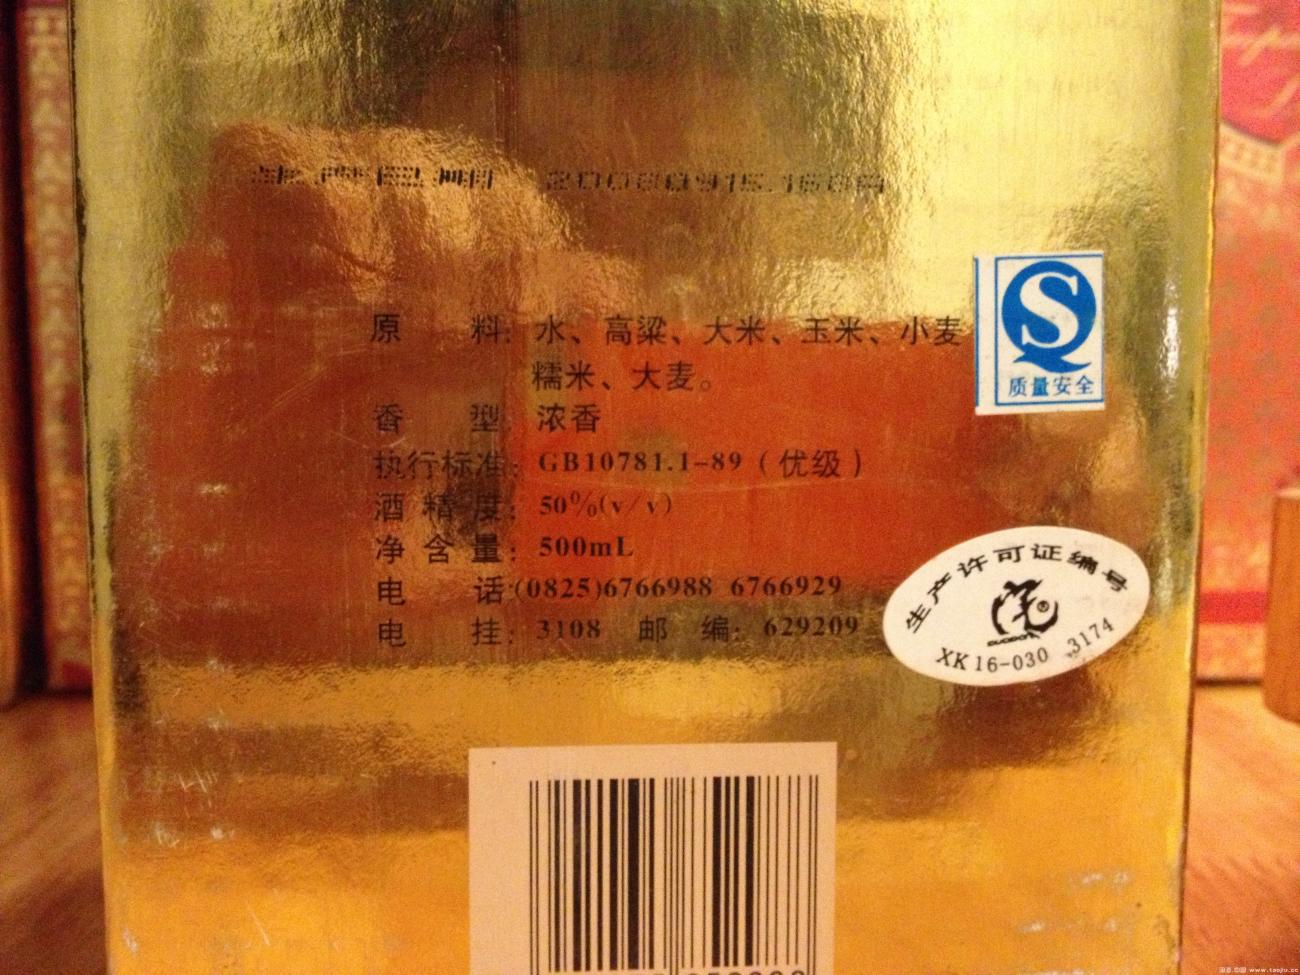 原 料: 水、高粱、大米、玉米、小麦
糯米、大麦。
香 型: 浓香
执行标准: GB10781.1-89 (优级)
酒 精 度: 50%(v/v)
净 含 量: 500mL
电 话:(0825)6766988 6766929
电 挂: 3108 邮 编: 629209
质量安全
生产许可证编号
XK16-030 3174